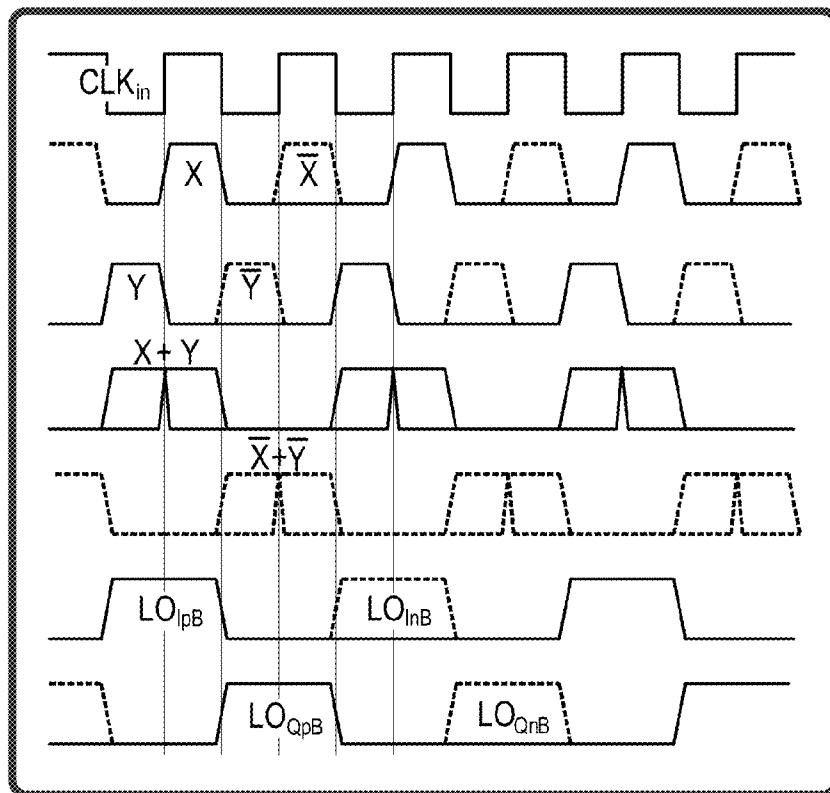 CLKin
X X̅
Y Y̅
X + Y
X̅+Y̅
LOIpB LOInB
LOQpB LOQnB